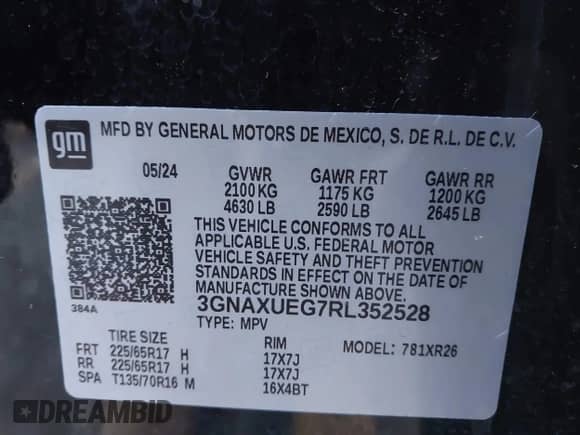 gm
MFD BY GENERAL MOTORS DE MEXICO, S. DE R.L. DE C.V.
05/24 GVWR GAWR FRT GAWR RR
2100 KG 1175 KG 1200 KG
4630 LB 2590 LB 2645 LB
THIS VEHICLE CONFORMS TO ALL
APPLICABLE U.S. FEDERAL MOTOR
VEHICLE SAFETY AND THEFT PREVENTION
STANDARDS IN EFFECT ON THE DATE OF
MANUFACTURE SHOWN ABOVE.
384A
3GNAXUEG7RL352528
TYPE: MPV
TIRE SIZE RIM MODEL: 781XR26
FRT 225/65R17 H 17X7J
RR 225/65R17 H 17X7J
SPA T135/70R16 M 16X4BT
DREAMBID